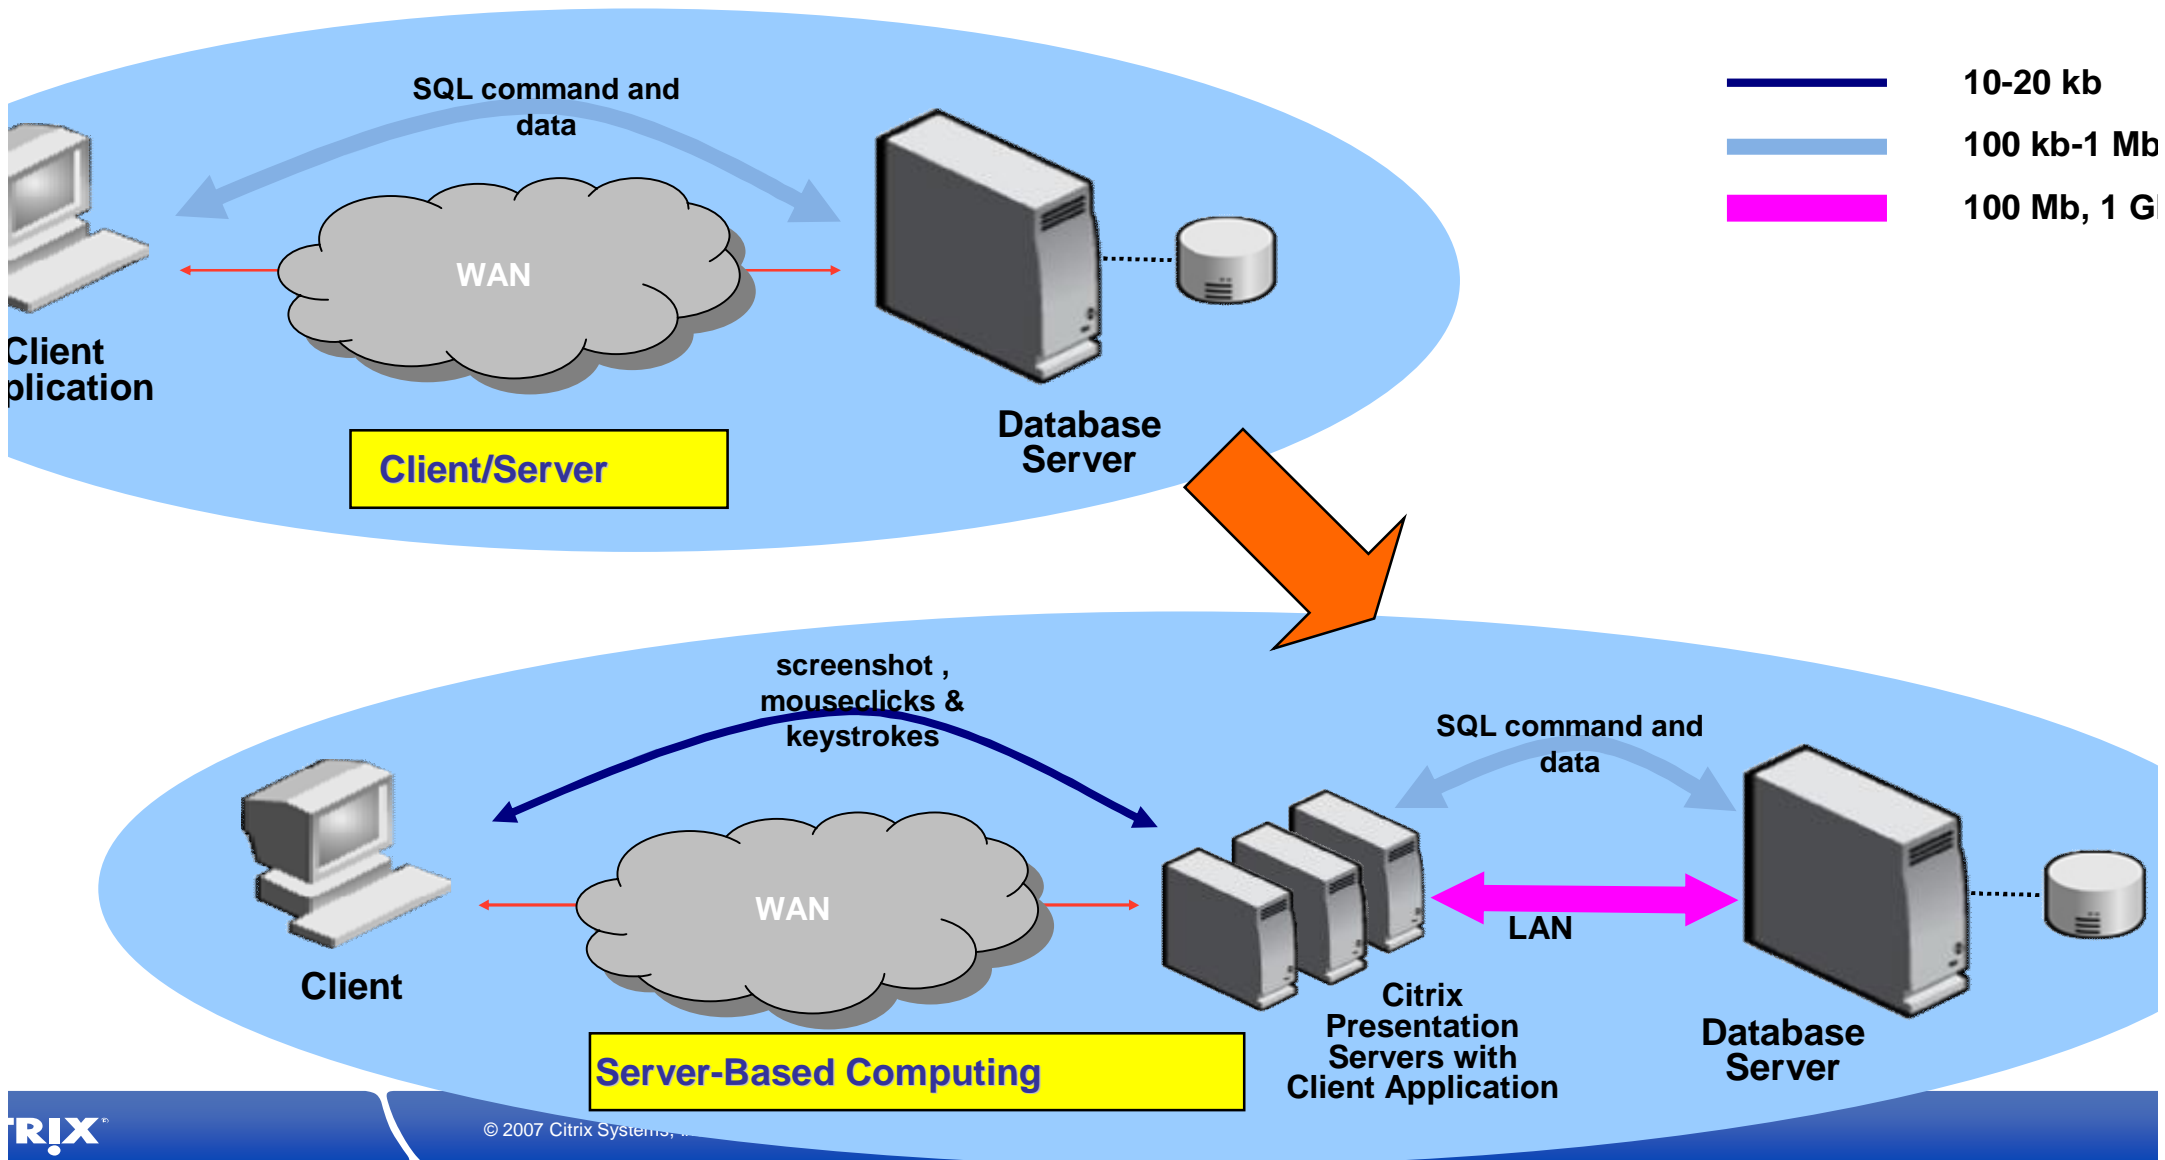 SQL command and
data
10-20 kb
100 kb-1 Mb
100 Mb, 1 G
WAN
Client
plication
Database
Server
Client/Server
screenshot ,
mouseclicks &
keystrokes
SQL command and
data
WAN
LAN
Client
Citrix
Presentation
Servers with
Client Application
Database
Server
Server-Based Computing
TRIX
© 2007 Citrix Systems,